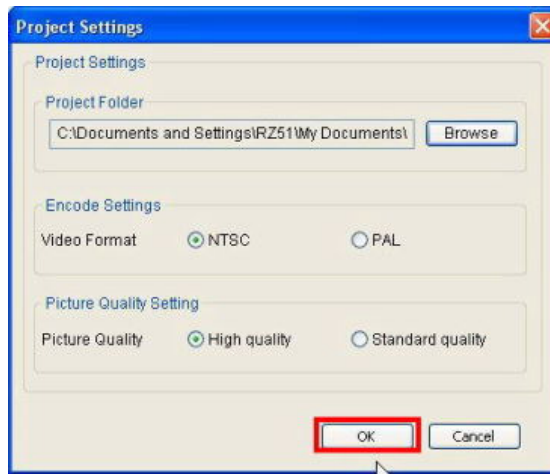 Project Settings
Project Settings
Project Folder
C:\Documents and Settings\RZ51\My Documents\
Browse
Encode Settings
Video Format NTSC PAL
Picture Quality Setting
Picture Quality High quality Standard quality
OK Cancel